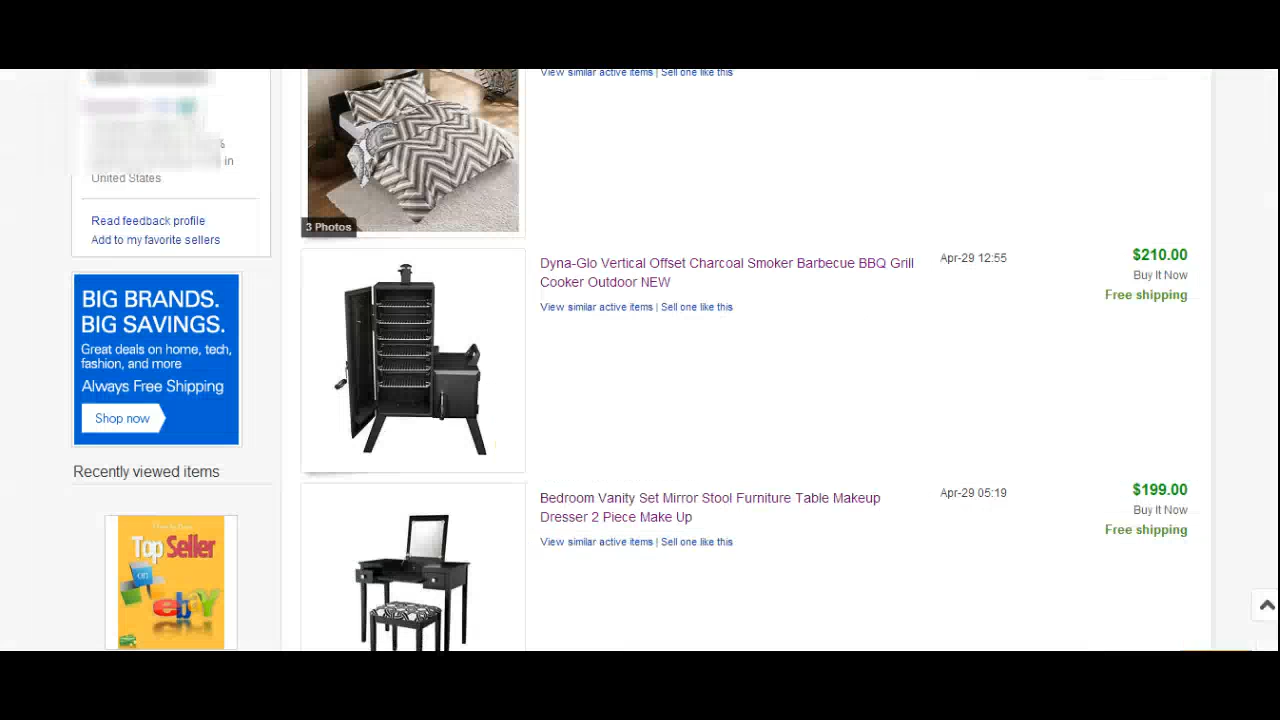 View similar active items | Sell one like this
% 
in
United States
Read feedback profile
Add to my favorite sellers
3 Photos
Dyna-Glo Vertical Offset Charcoal Smoker Barbecue BBQ Grill
Cooker Outdoor NEW
View similar active items | Sell one like this
Apr-29 12:55
$210.00
Buy It Now
Free shipping
BIG BRANDS.
BIG SAVINGS.
Great deals on home, tech,
fashion, and more
Always Free Shipping
Shop now
Recently viewed items
Top Seller
on
ebY
Bedroom Vanity Set Mirror Stool Furniture Table Makeup
Dresser 2 Piece Make Up
View similar active items | Sell one like this
Apr-29 05:19
$199.00
Buy It Now
Free shipping